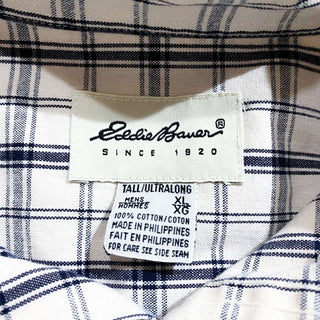 Eddie Bauer ®
SINCE 1920
TALL/ULTRALONG
MENS XL
HOMMES XG
100% COTTON/COTON
MADE IN PHILIPPINES
FAIT EN PHILIPPINES
FOR CARE SEE SIDE SEAM